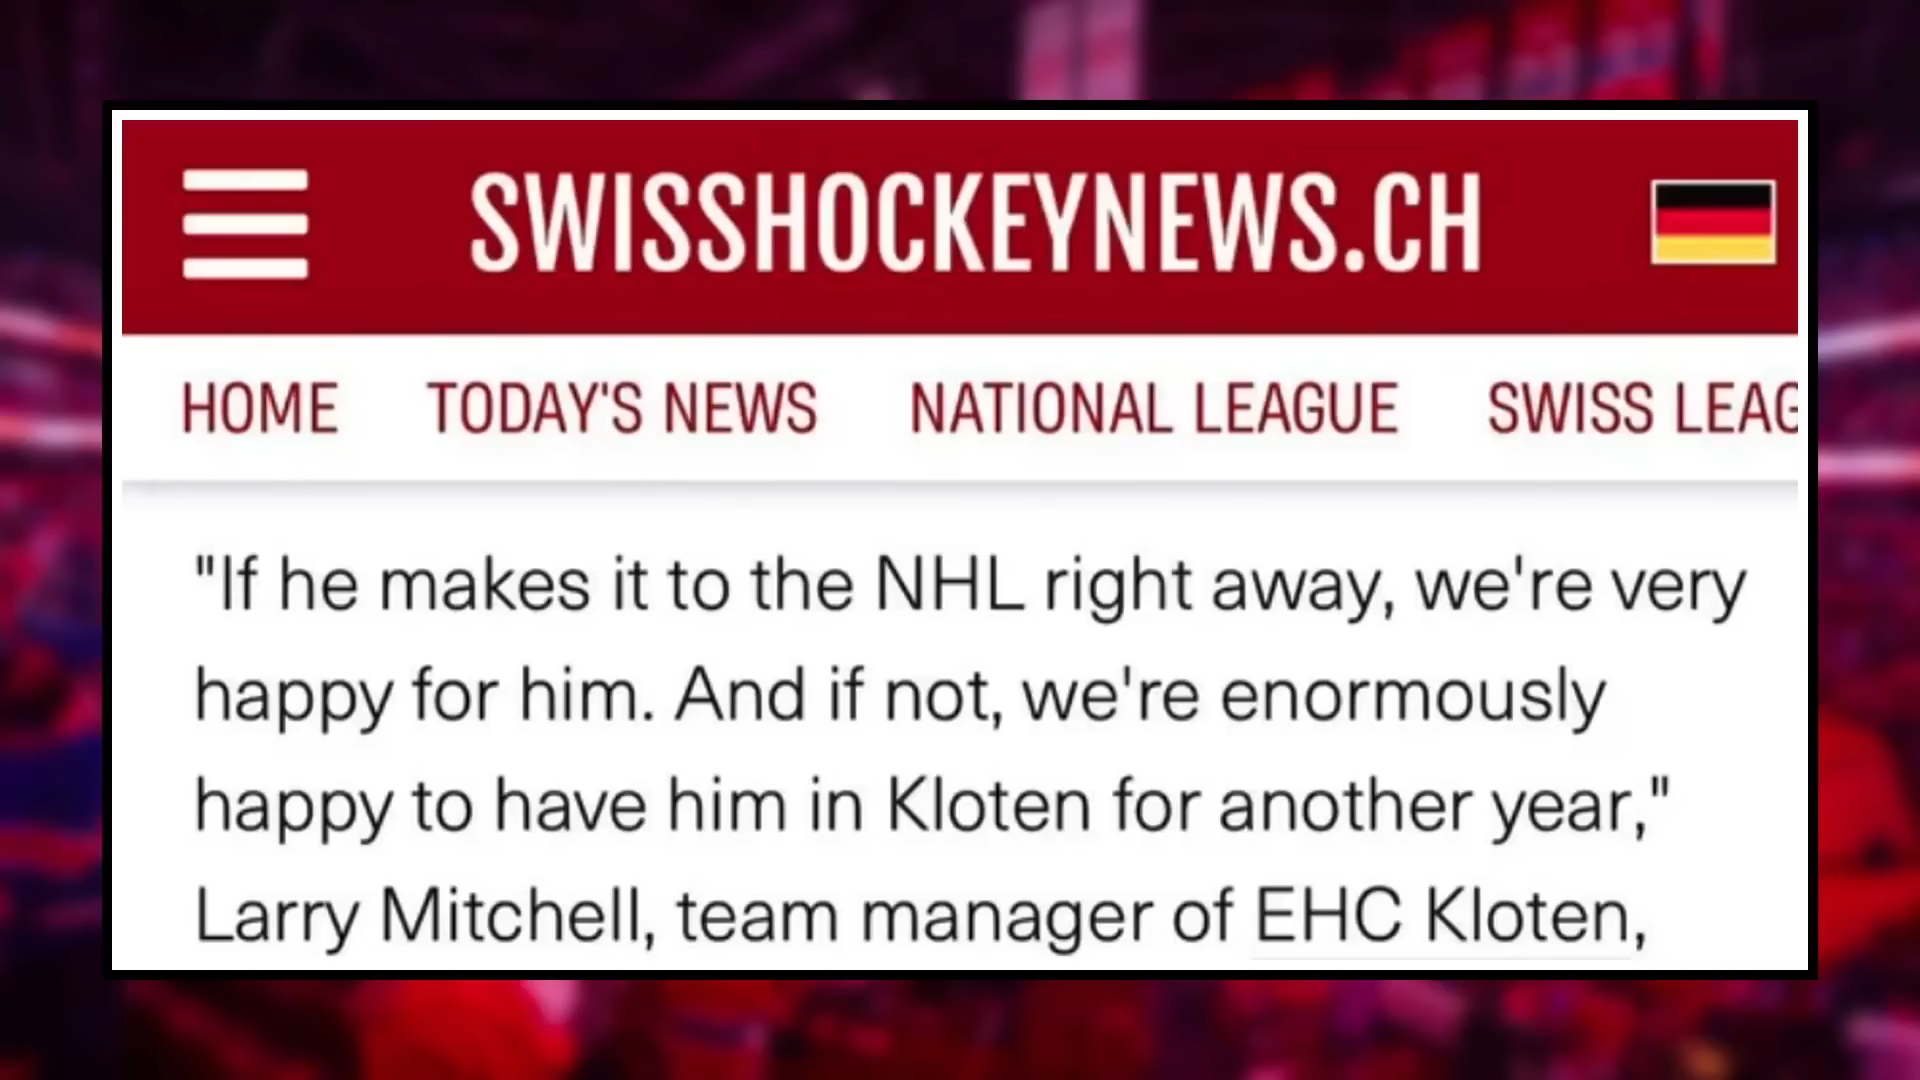 SWISSHOCKEYNEWS.CH
HOME TODAY'S NEWS NATIONAL LEAGUE SWISS LEAG
"If he makes it to the NHL right away, we're very
happy for him. And if not, we're enormously
happy to have him in Kloten for another year,"
Larry Mitchell, team manager of EHC Kloten,